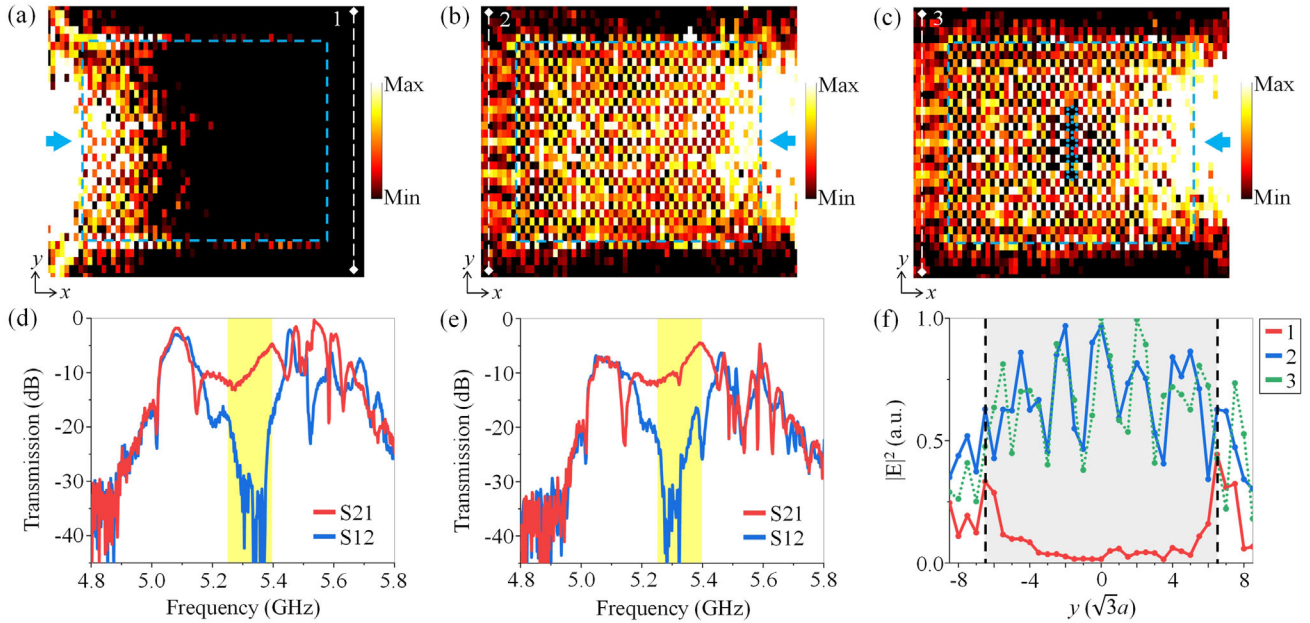 (a)
1
Max
Min
y
x
(b)
2
Max
Min
y
x
(c)
3
Max
Min
y
x
(d)
Transmission (dB)
0
-10
-20
-30
-40
S21
S12
4.8 5.0 5.2 5.4 5.6 5.8
Frequency (GHz)
(e)
Transmission (dB)
0
-10
-20
-30
-40
S21
S12
4.8 5.0 5.2 5.4 5.6 5.8
Frequency (GHz)
(f)
|E|² (a.u.)
1.0
0.5
0.0
-8 -4 0 4 8
y (√3a)
1
2
3